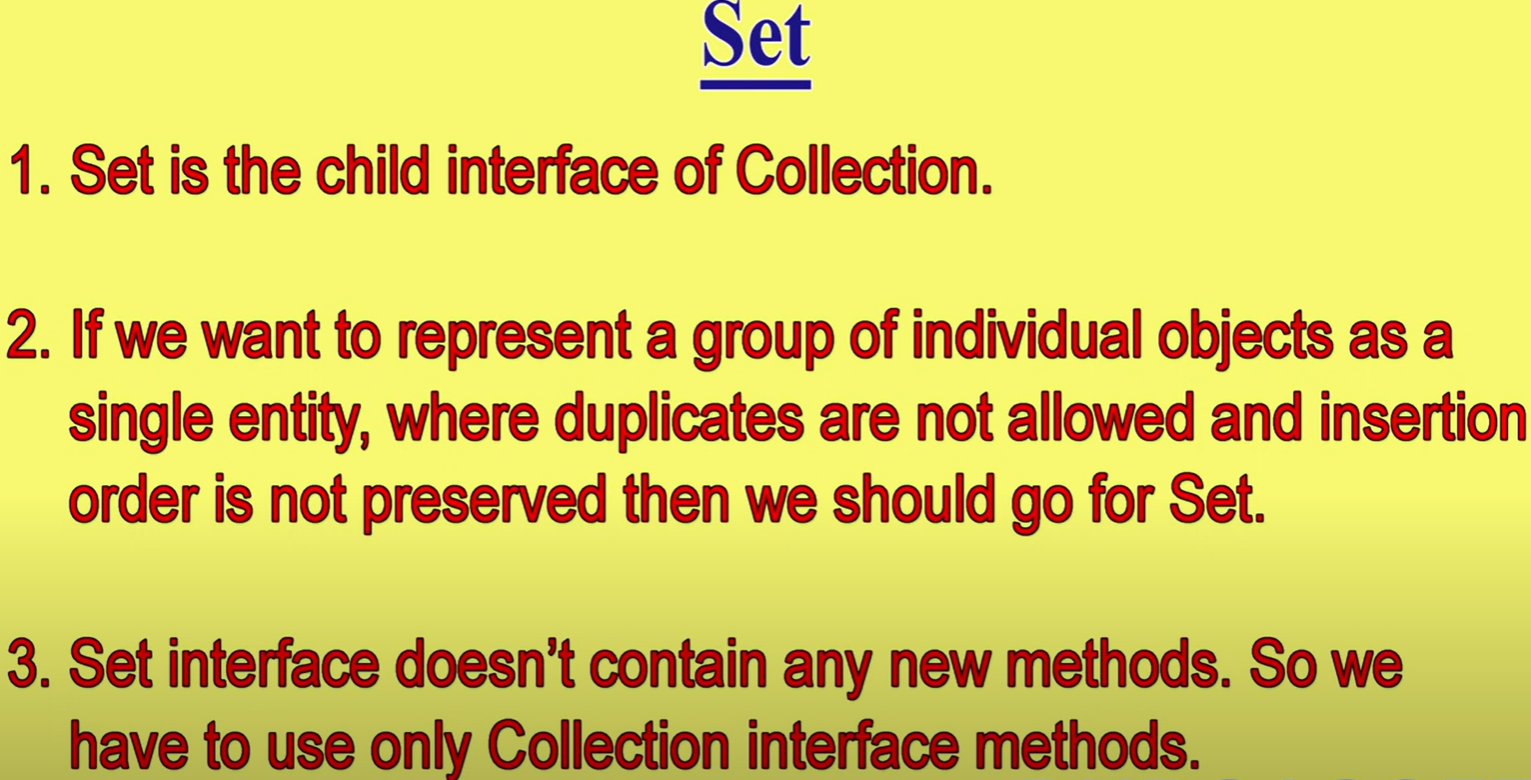 Set
1. Set is the child interface of Collection.
2. If we want to represent a group of individual objects as a
single entity, where duplicates are not allowed and insertion
order is not preserved then we should go for Set.
3. Set interface doesn’t contain any new methods. So we
have to use only Collection interface methods.